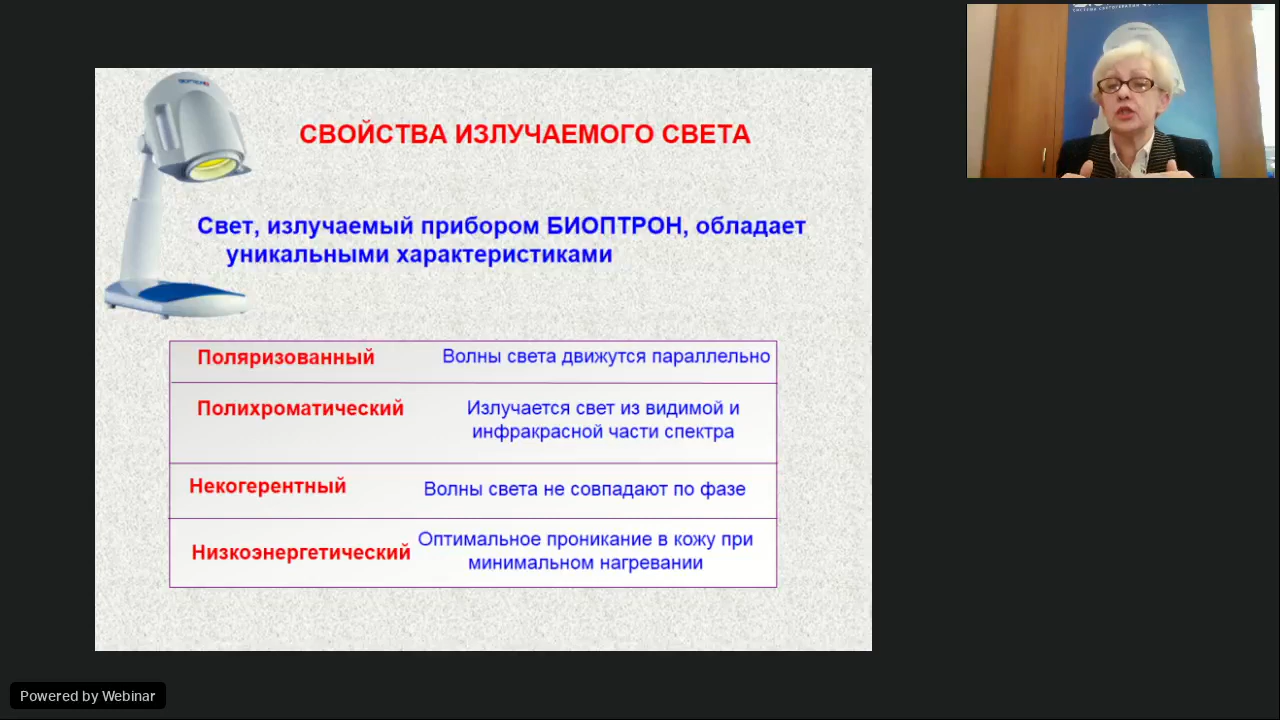 СВОЙСТВА ИЗЛУЧАЕМОГО СВЕТА
Свет, излучаемый прибором БИОПТРОН, обладает
уникальными характеристиками
Поляризованный
Волны света движутся параллельно
Полихроматический
Излучается свет из видимой и
инфракрасной части спектра
Некогерентный
Волны света не совпадают по фазе
Низкоэнергетический
Оптимальное проникание в кожу при
минимальном нагревании
Powered by Webinar